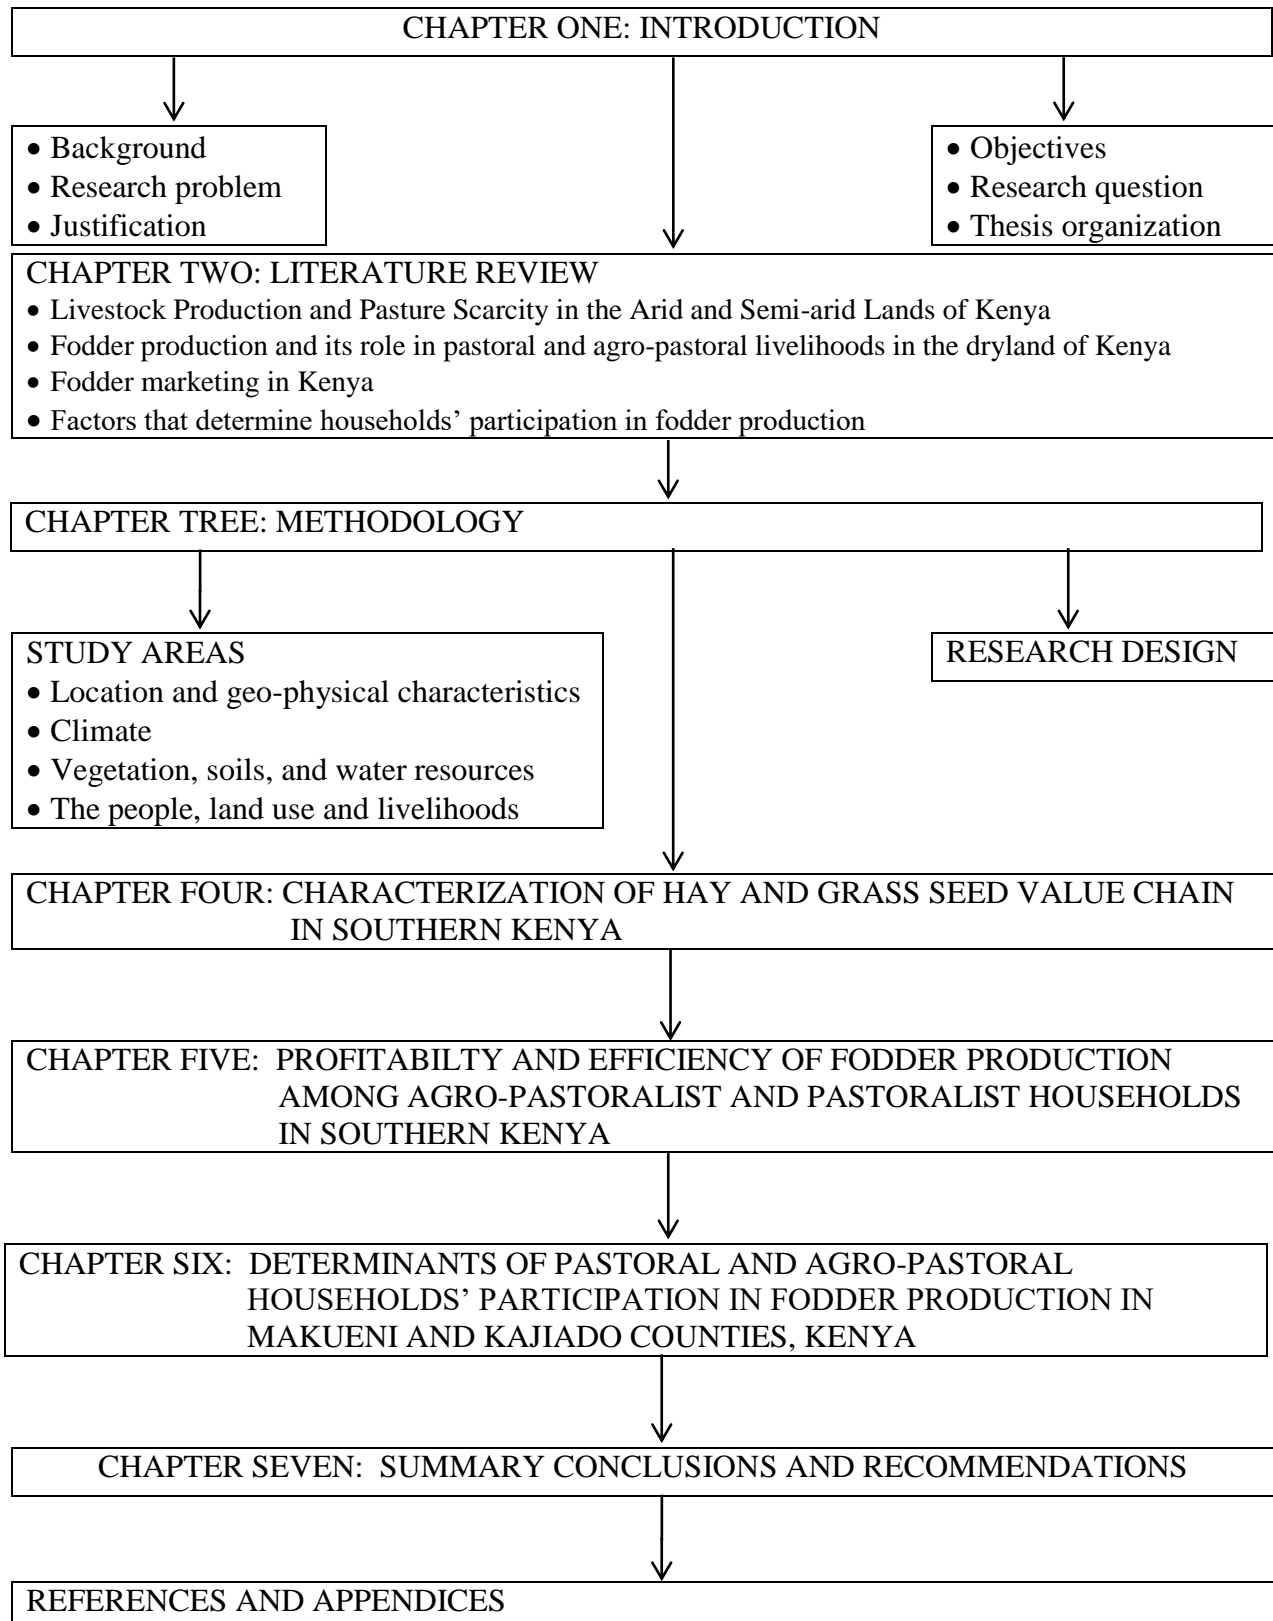 CHAPTER ONE: INTRODUCTION
• Background
• Research problem
• Justification
• Objectives
• Research question
• Thesis organization
CHAPTER TWO: LITERATURE REVIEW
• Livestock Production and Pasture Scarcity in the Arid and Semi-arid Lands of Kenya
• Fodder production and its role in pastoral and agro-pastoral livelihoods in the dryland of Kenya
• Fodder marketing in Kenya
• Factors that determine households’ participation in fodder production
CHAPTER TREE: METHODOLOGY
STUDY AREAS
• Location and geo-physical characteristics
• Climate
• Vegetation, soils, and water resources
• The people, land use and livelihoods
RESEARCH DESIGN
CHAPTER FOUR: CHARACTERIZATION OF HAY AND GRASS SEED VALUE CHAIN
IN SOUTHERN KENYA
CHAPTER FIVE: PROFITABILTY AND EFFICIENCY OF FODDER PRODUCTION
AMONG AGRO-PASTORALIST AND PASTORALIST HOUSEHOLDS
IN SOUTHERN KENYA
CHAPTER SIX: DETERMINANTS OF PASTORAL AND AGRO-PASTORAL
HOUSEHOLDS’ PARTICIPATION IN FODDER PRODUCTION IN
MAKUENI AND KAJIADO COUNTIES, KENYA
CHAPTER SEVEN: SUMMARY CONCLUSIONS AND RECOMMENDATIONS
REFERENCES AND APPENDICES